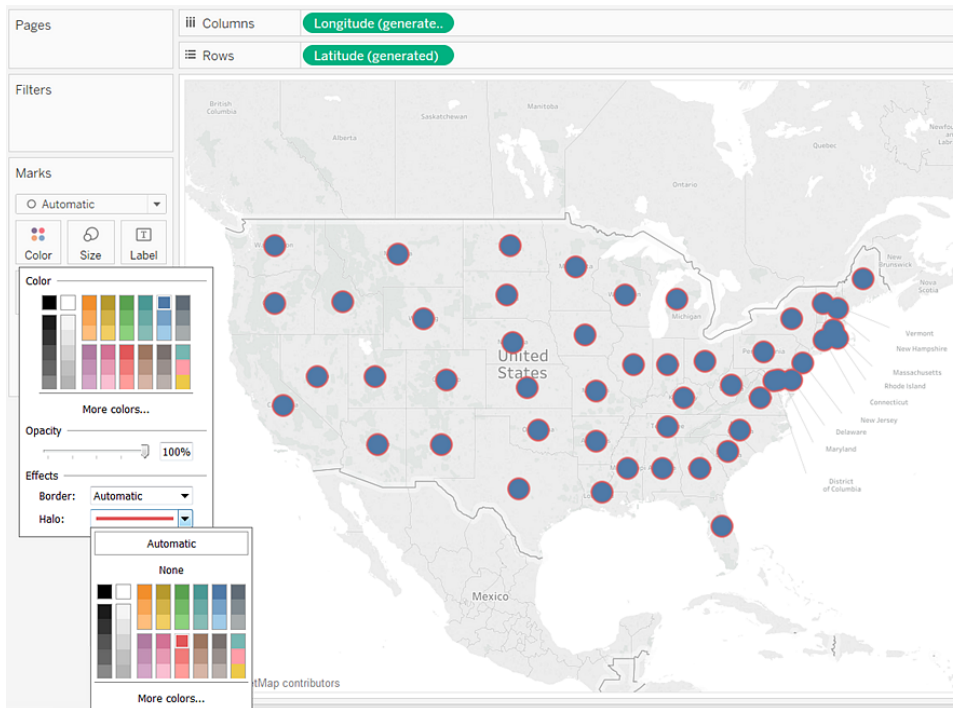 Pages
iii Columns
Longitude (generate..
Rows
Latitude (generated)
Filters
Marks
Automatic
Color
Size
Label
Color
More colors...
Opacity
100%
Effects
Border:
Automatic
Halo:
Automatic
None
More colors...
British
Columbia
Alberta
Saskatchewan
Manitoba
Ontario
Quebec
New
Brunswick
Nova
Scotia
United
States
Michigan
Vermont
New Hampshire
Massachusetts
Rhode Island
Connecticut
New Jersey
Delaware
Maryland
District
of Columbia
Mexico
contributors